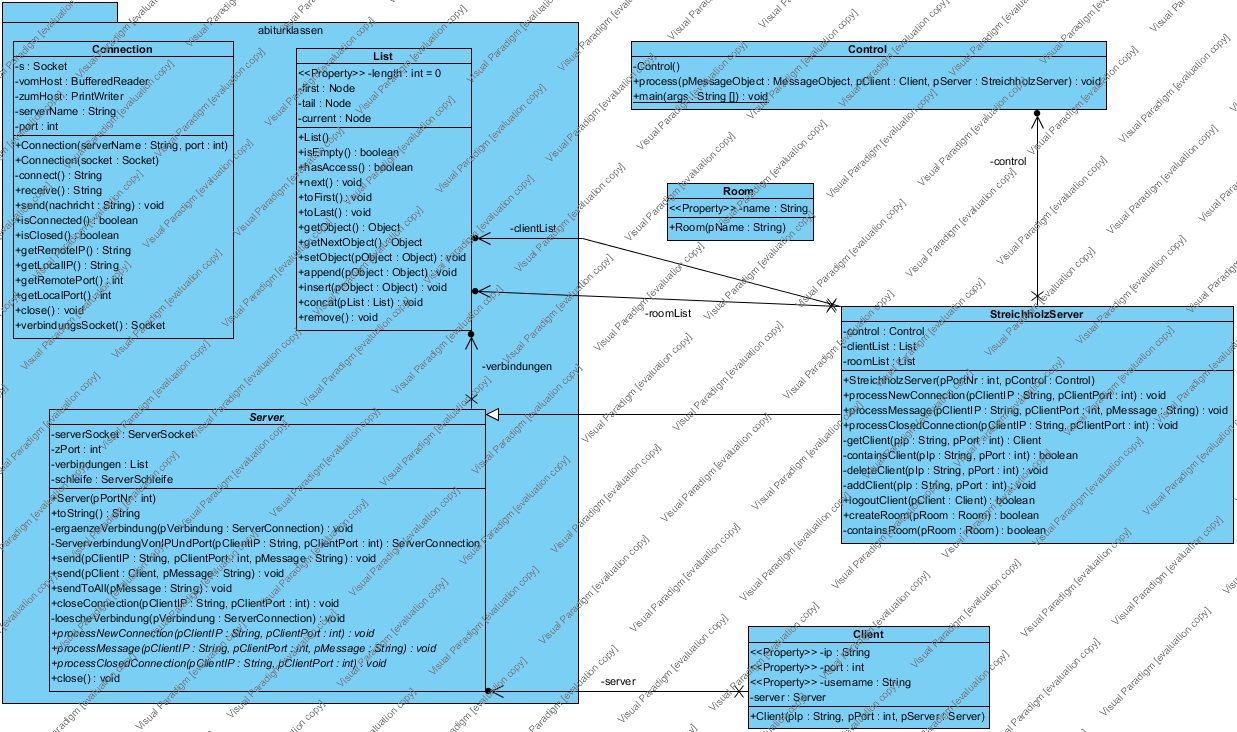 abiturklassen
Connection
-s : Socket
-vomHost : BufferedReader
-zumHost : PrintWriter
-serverName : String
-port : int
+Connection(serverName : String, port : int)
+Connection(socket : Socket)
-connect() : String
+receive() : String
+send(nachricht : String) : void
+isConnected() : boolean
+isClosed() : boolean
+getRemoteIP() : String
+getLocalIP() : String
+getRemotePort() : int
+getLocalPort() : int
+close() : void
+verbindungsSocket() : Socket
List
<<Property>> -length : int = 0
-first : Node
-tail : Node
-current : Node
+List()
+isEmpty() : boolean
+hasAccess() : boolean
+next() : void
+toFirst() : void
+toLast() : void
+getObject() : Object
+getNextObject() : Object
+setObject(pObject : Object) : void
+append(pObject : Object) : void
+insert(pObject : Object) : void
+concat(pList : List) : void
+remove() : void
Control
-Control()
+process(pMessageObject : MessageObject, pClient : Client, pServer : StreichholzServer) : void
+main(args : String []) : void
-control
Room
<<Property>> -name : String
+Room(pName : String)
-clientList
-roomList
-verbindungen
StreichholzServer
-control : Control
-clientList : List
-roomList : List
+StreichholzServer(pPortNr : int, pControl : Control)
+processNewConnection(pClientIP : String, pClientPort : int) : void
+processMessage(pClientIP : String, pClientPort : int, pMessage : String) : void
+processClosedConnection(pClientIP : String, pClientPort : int) : void
-getClient(pIp : String, pPort : int) : Client
-containsClient(pIp : String, pPort : int) : boolean
-deleteClient(pIp : String, pPort : int) : void
-addClient(pIp : String, pPort : int) : void
+logoutClient(pClient : Client) : boolean
+createRoom(pRoom : Room) : boolean
-containsRoom(pRoom : Room) : boolean
Server
-serverSocket : ServerSocket
-zPort : int
-verbindungen : List
-schleife : ServerSchleife
+Server(pPortNr : int)
+toString() : String
-ergaenzeVerbindung(pVerbindung : ServerConnection) : void
-SerververbindungVonIPUndPort(pClientIP : String, pClientPort : int) : ServerConnection
+send(pClientIP : String, pClientPort : int, pMessage : String) : void
+send(pClient : Client, pMessage : String) : void
+sendToAll(pMessage : String) : void
+closeConnection(pClientIP : String, pClientPort : int) : void
-loescheVerbindung(pVerbindung : ServerConnection) : void
+processNewConnection(pClientIP : String, pClientPort : int) : void
+processMessage(pClientIP : String, pClientPort : int, pMessage : String) : void
+processClosedConnection(pClientIP : String, pClientPort : int) : void
+close() : void
-server
Client
<<Property>> -ip : String
<<Property>> -port : int
<<Property>> -username : String
-server : Server
+Client(pIp : String, pPort : int, pServer : Server)
Visual Paradigm [evaluation copy]